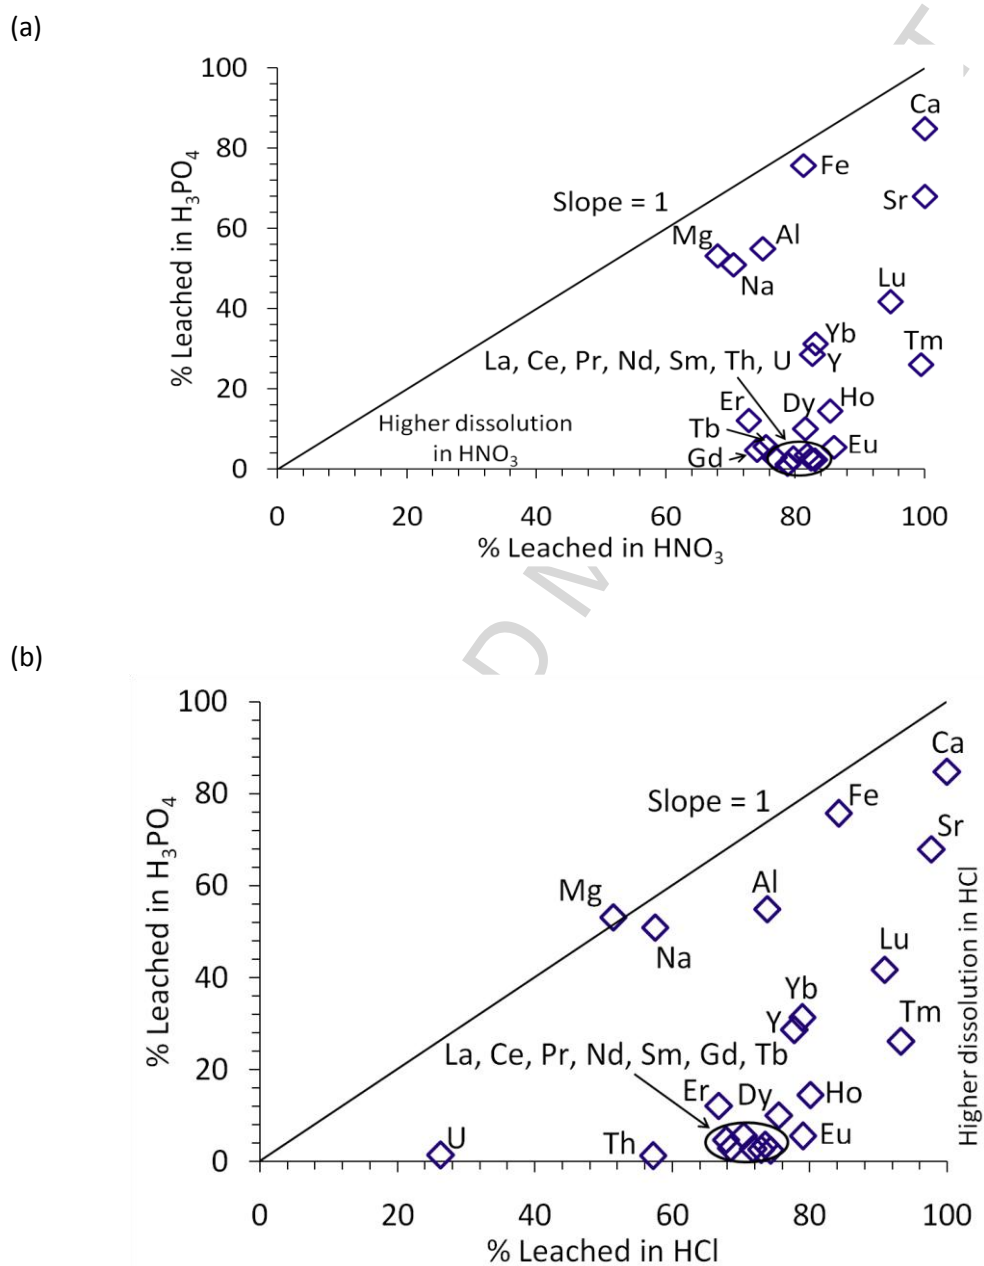 (a)
100
80
60
40
20
0
% Leached in H₃PO₄
Ca
Fe
Sr
Slope = 1
Mg
Al
Na
Lu
Yb
Tm
La, Ce, Pr, Nd, Sm, Th, U
Y
Er
Dy
Ho
Higher dissolution
in HNO₃
Tb
Eu
Gd
0 20 40 60 80 100
% Leached in HNO₃
D M
T
(b)
100
80
60
40
20
0
% Leached in H₃PO₄
Ca
Slope = 1
Fe
Sr
Mg
Al
Na
Lu
Yb
Y
Tm
La, Ce, Pr, Nd, Sm, Gd, Tb
Er
Dy
Ho
U
Th
Eu
Higher dissolution in HCl
0 20 40 60 80 100
% Leached in HCl